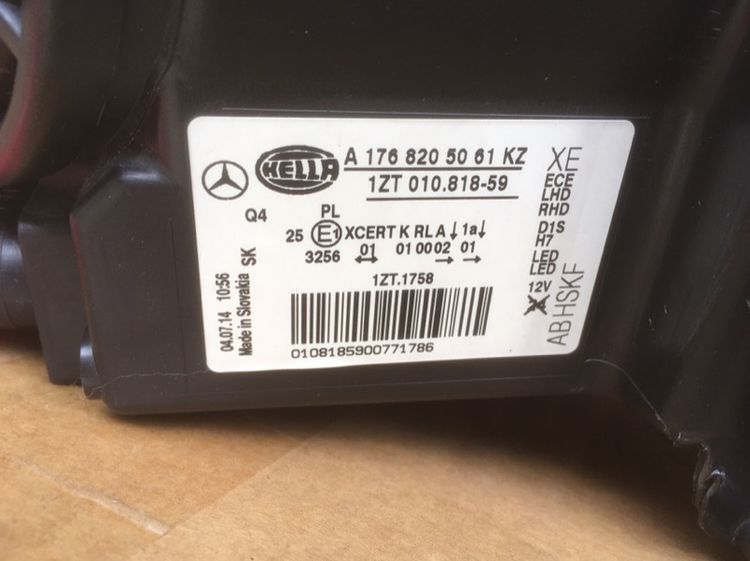 HELLA
A 176 820 50 61 KZ
1ZT 010.818-59
XE
ECE
LHD
RHD
D1S
H7
LED
LED
12V
ABHSKF
Q4
PL
25 E1 XCERT K RL A ↓ 1a↓
3256 01 01 00 02 01
↔ → →
1ZT.1758
0108185900771786
04.07.14 10:56
Made in Slovakia SK